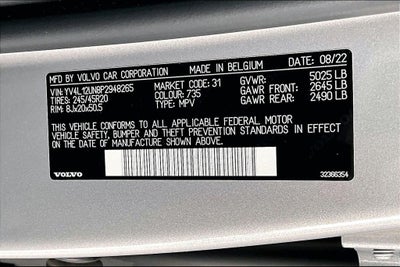 MFD BY VOLVO CAR CORPORATION MADE IN BELGIUM DATE: 08/22
VIN: YV4L12UN8P2948265 MARKET CODE: 31 GVWR: 5025 LB
TIRES: 245/45R20 COLOUR: 735 GAWR FRONT: 2645 LB
RIM: 8Jx20x50.5 TYPE: MPV GAWR REAR: 2490 LB
THIS VEHICLE CONFORMS TO ALL APPLICABLE FEDERAL MOTOR
VEHICLE SAFETY, BUMPER AND THEFT PREVENTION STANDARDS IN EFFECT
ON THE DATE OF MANUFACTURE SHOWN ABOVE.
VOLVO 32366354